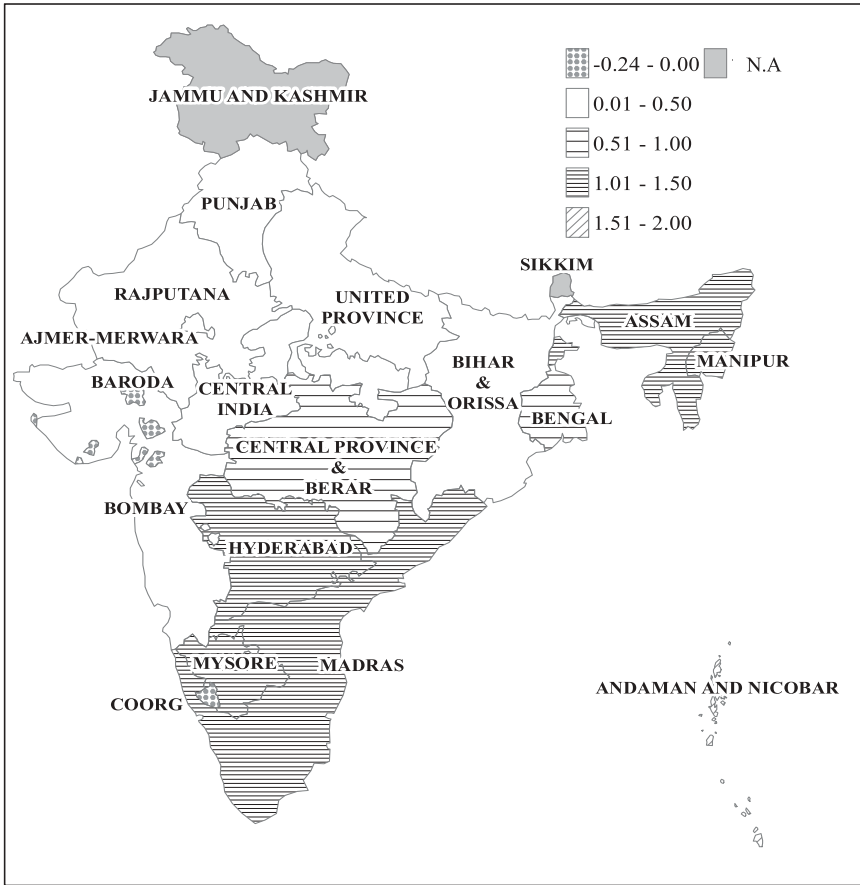 -0.24 - 0.00
N.A
JAMMU AND KASHMIR
0.01 - 0.50
0.51 - 1.00
1.01 - 1.50
PUNJAB
1.51 - 2.00
SIKKIM
RAJPUTANA
UNITED
PROVINCE
ASSAM
AJMER-MERWARA
BIHAR
&
ORISSA
MANIPUR
BARODA
CENTRAL
INDIA
BENGAL
CENTRAL PROVINCE
&
BERAR
BOMBAY
HYDERABAD
MYSORE
MADRAS
ANDAMAN AND NICOBAR
COORG